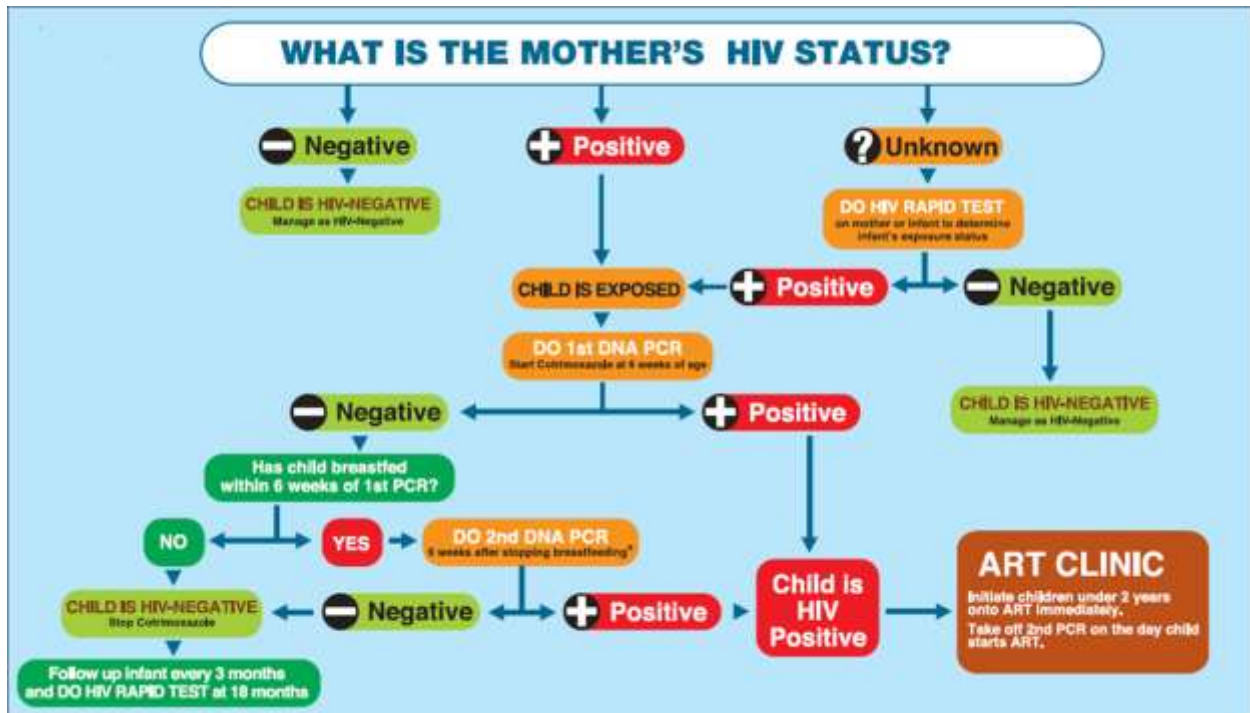 WHAT IS THE MOTHER'S HIV STATUS?
Negative
Positive
? Unknown
CHILD IS HIV-NEGATIVE
Manage as HIV-Negative
DO HIV RAPID TEST
on mother or infant to determine
infant's exposure status
CHILD IS EXPOSED
Positive
Negative
DO 1st DNA PCR
Start Cotrimoxazole at 6 weeks of age
Negative
Positive
CHILD IS HIV-NEGATIVE
Manage as HIV-Negative
Has child breastfed
within 6 weeks of 1st PCR?
NO
YES
DO 2nd DNA PCR
6 weeks after stopping breastfeeding*
CHILD IS HIV-NEGATIVE
Stop Cotrimoxazole
Negative
Positive
Child is
HIV
Positive
ART CLINIC
Initiate children under 2 years
onto ART immediately.
Take off 2nd PCR on the day child
starts ART.
Follow up infant every 3 months
and DO HIV RAPID TEST at 18 months